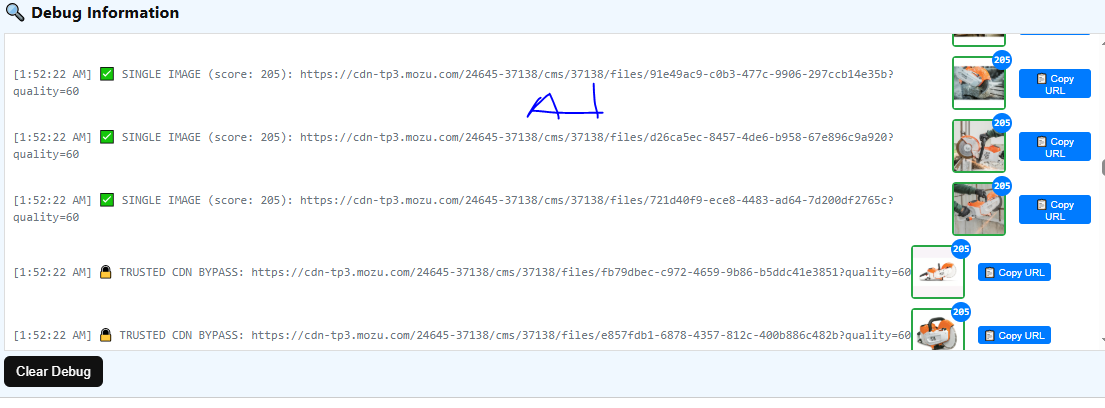 🔍 Debug Information
205
[1:52:22 AM] ✅ SINGLE IMAGE (score: 205): https://cdn-tp3.mozu.com/24645-37138/cms/37138/files/91e49ac9-c0b3-477c-9906-297ccb14e35b?
quality=60
📋 Copy
URL
205
[1:52:22 AM] ✅ SINGLE IMAGE (score: 205): https://cdn-tp3.mozu.com/24645-37138/cms/37138/files/d26ca5ec-8457-4de6-b958-67e896c9a920?
quality=60
📋 Copy
URL
205
[1:52:22 AM] ✅ SINGLE IMAGE (score: 205): https://cdn-tp3.mozu.com/24645-37138/cms/37138/files/721d40f9-ece8-4483-ad64-7d200df2765c?
quality=60
📋 Copy
URL
205
[1:52:22 AM] 🔒 TRUSTED CDN BYPASS: https://cdn-tp3.mozu.com/24645-37138/cms/37138/files/fb79dbec-c972-4659-9b86-b5ddc41e3851?quality=60
📋 Copy URL
205
[1:52:22 AM] 🔒 TRUSTED CDN BYPASS: https://cdn-tp3.mozu.com/24645-37138/cms/37138/files/e857fdb1-6878-4357-812c-400b886c482b?quality=60
📋 Copy URL
Clear Debug